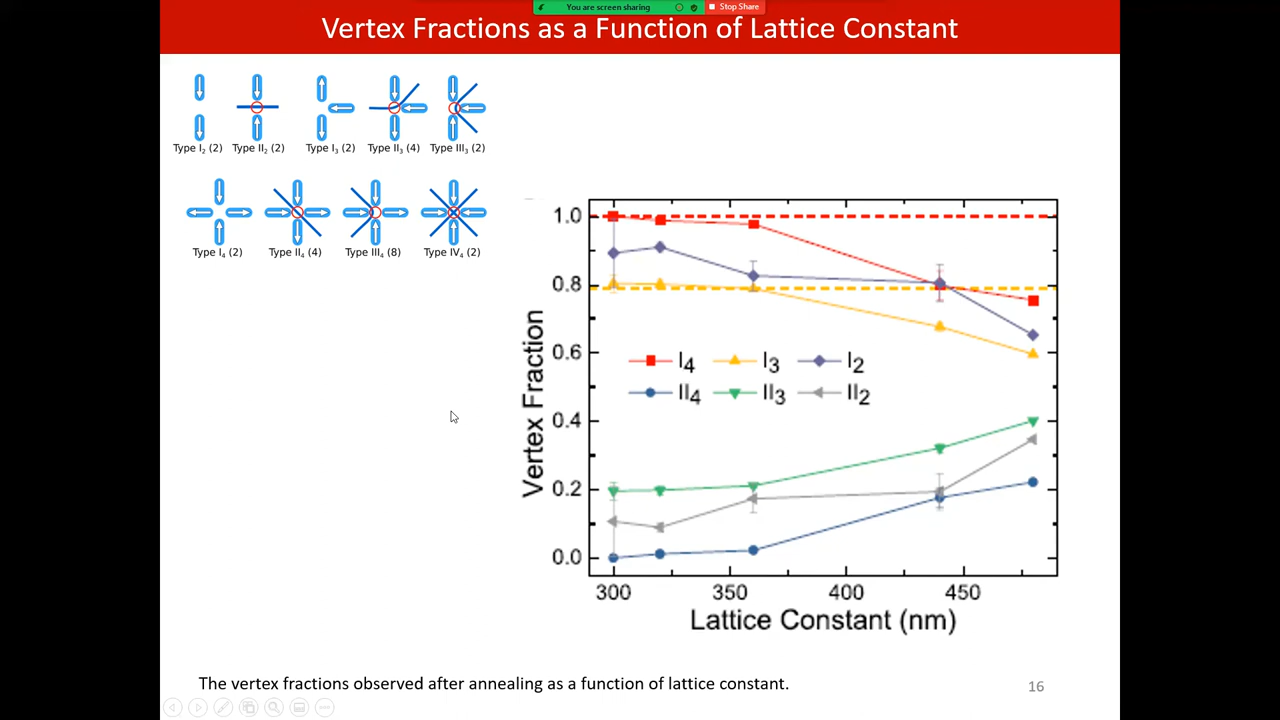 You are screen sharing
Stop Share
Vertex Fractions as a Function of Lattice Constant
Type I₂ (2) Type II₂ (2) Type I₃ (2) Type II₃ (4) Type III₃ (2)
Type I₄ (2) Type II₄ (4) Type III₄ (8) Type IV₄ (2)
1.0
0.8
0.6
0.4
0.2
0.0
Vertex Fraction
I₄ I₃ I₂
II₄ II₃ II₂
300 350 400 450
Lattice Constant (nm)
The vertex fractions observed after annealing as a function of lattice constant.
16